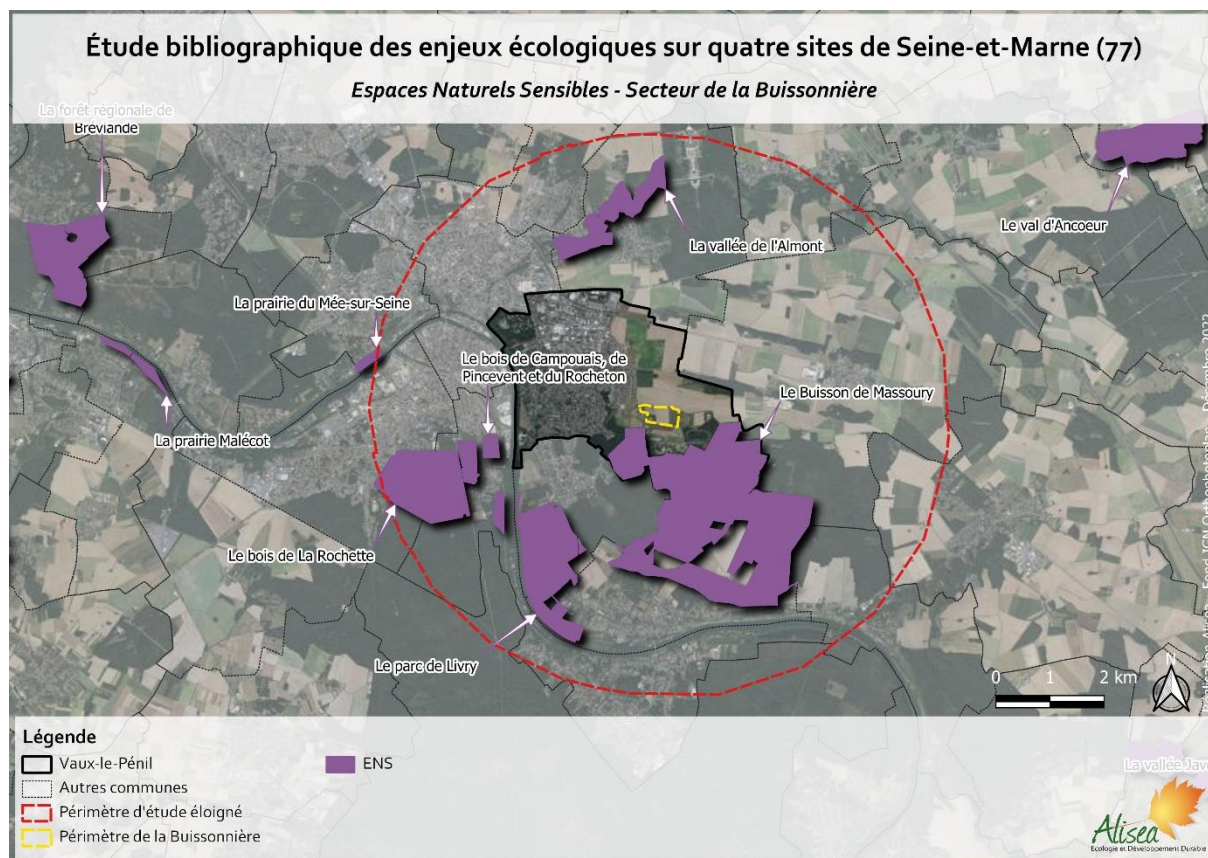 Étude bibliographique des enjeux écologiques sur quatre sites de Seine-et-Marne (77)
Espaces Naturels Sensibles - Secteur de la Buissonnière
La forêt régionale de
Bréviande
Le val d'Ancoeur
La vallée de l'Almont
La prairie du Mée-sur-Seine
Le bois de Campouais, de
Pincevent et du Rocheton
Le Buisson de Massoury
La prairie Malécot
Le bois de La Rochette
Le parc de Livry
N
0 1 2 km
Légende
Vaux-le-Pénil
Autres communes
Périmètre d'étude éloigné
Périmètre de la Buissonnière
ENS
La vallée Jav
Alisea
Ecologie et Développement Durable